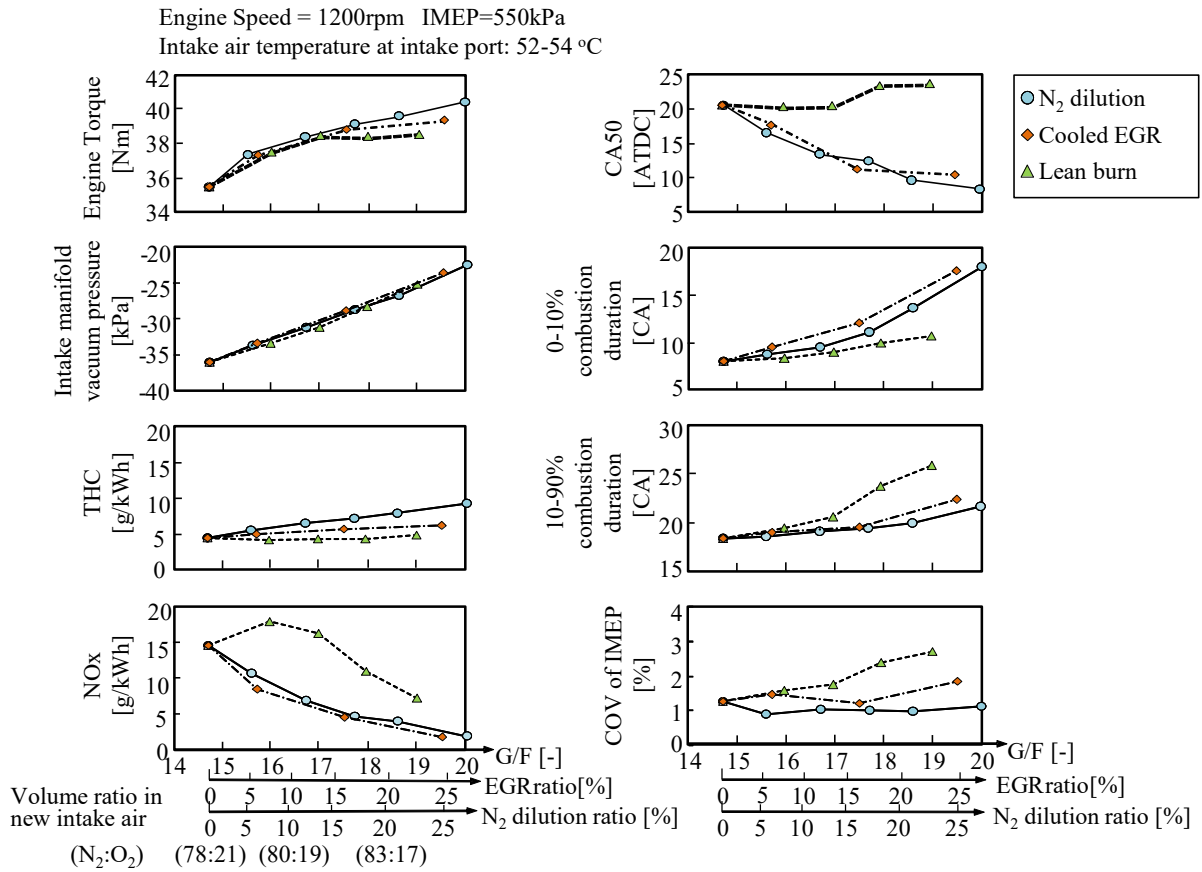 Engine Speed = 1200rpm IMEP=550kPa
Intake air temperature at intake port: 52-54 °C
Engine Torque
[Nm]
42
40
38
36
34
CA50
[ATDC]
25
20
15
10
5
N₂ dilution
Cooled EGR
Lean burn
Intake manifold
vacuum pressure
[kPa]
-20
-25
-30
-35
-40
0-10%
combustion
duration
[CA]
20
15
10
5
THC
[g/kWh]
20
15
10
5
0
10-90%
combustion
duration
[CA]
30
25
20
15
NOx
[g/kWh]
20
15
10
5
0
COV of IMEP
[%]
4
3
2
1
0
14 15 16 17 18 19 20
G/F [-]
14 15 16 17 18 19 20
G/F [-]
0 5 10 15 20 25
EGRratio[%]
0 5 10 15 20 25
EGRratio[%]
Volume ratio in
new intake air
0 5 10 15 20 25
N₂ dilution ratio [%]
0 5 10 15 20 25
N₂ dilution ratio [%]
(N₂:O₂) (78:21) (80:19) (83:17)